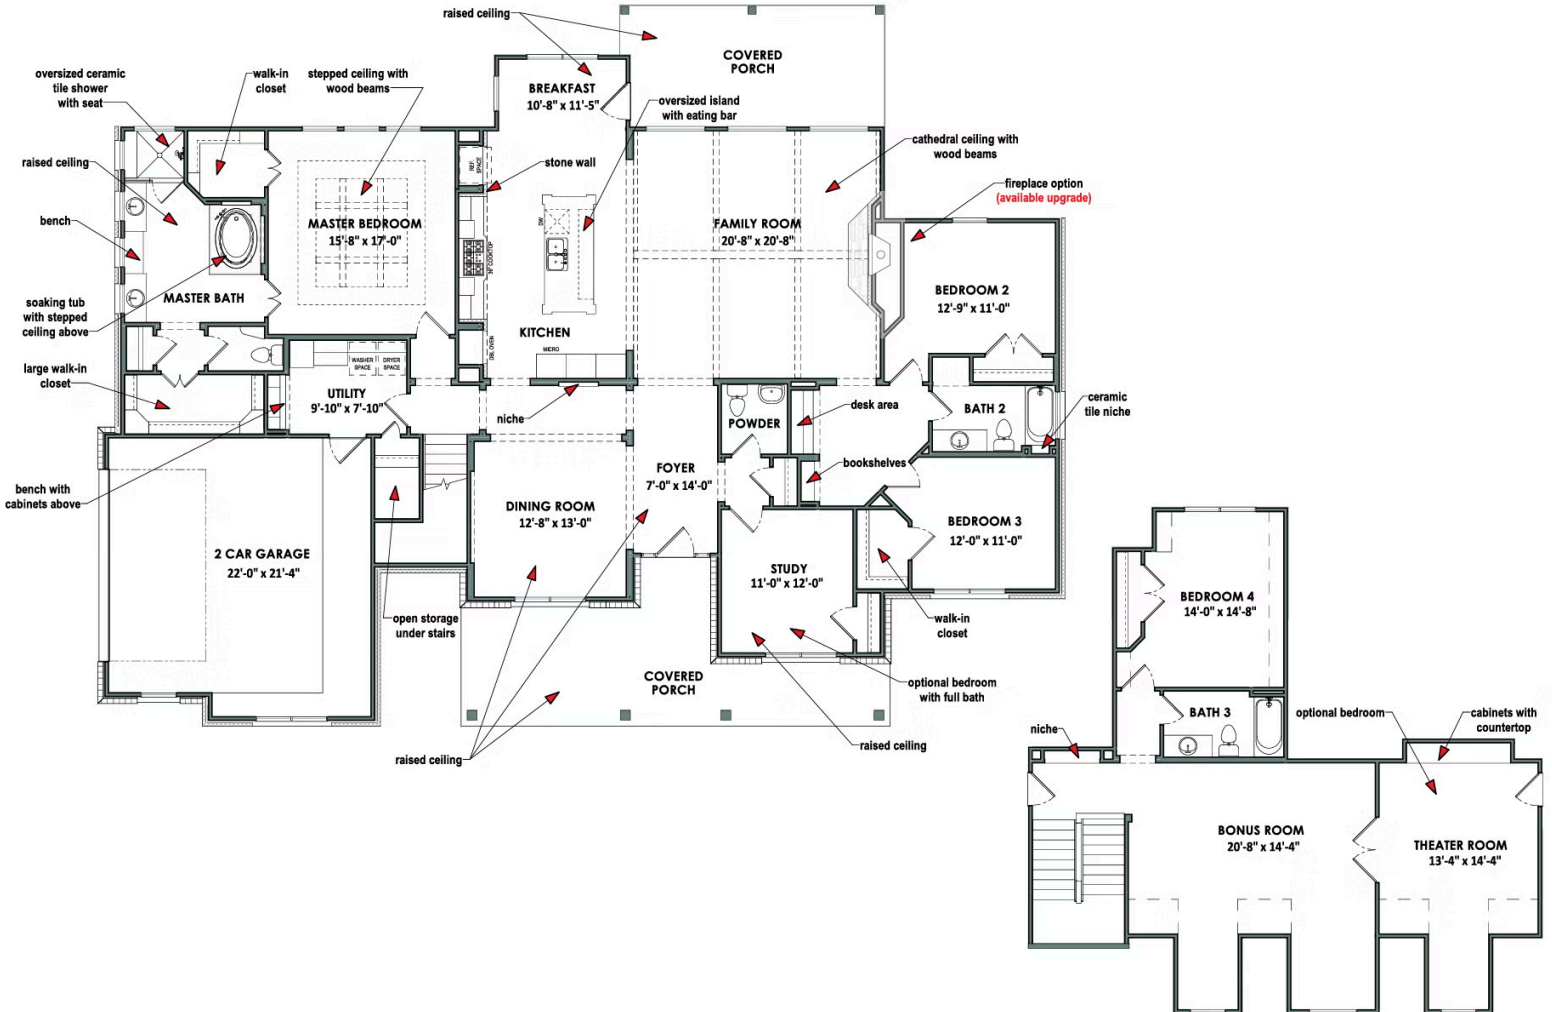 raised ceiling
COVERED
PORCH
oversized ceramic
tile shower
with seat
walk-in
closet
stepped ceiling with
wood beams
BREAKFAST
10'-8" x 11'-5"
oversized island
with eating bar
raised ceiling
REF.
SPACE
stone wall
cathedral ceiling with
wood beams
fireplace option
(available upgrade)
bench
MASTER BEDROOM
15'-8" x 17'-0"
DW
36" COOKTOP
FAMILY ROOM
20'-8" x 20'-8"
soaking tub
with stepped
ceiling above
MASTER BATH
BEDROOM 2
12'-9" x 11'-0"
KITCHEN
DBL OVEN
MICRO
large walk-in
closet
WASHER
SPACE
DRYER
SPACE
UTILITY
9'-10" x 7'-10"
niche
POWDER
desk area
BATH 2
ceramic
tile niche
bench with
cabinets above
FOYER
7'-0" x 14'-0"
bookshelves
DINING ROOM
12'-8" x 13'-0"
BEDROOM 3
12'-0" x 11'-0"
2 CAR GARAGE
22'-0" x 21'-4"
STUDY
11'-0" x 12'-0"
open storage
under stairs
walk-in
closet
COVERED
PORCH
optional bedroom
with full bath
raised ceiling
raised ceiling
BEDROOM 4
14'-0" x 14'-8"
BATH 3
niche
optional bedroom
cabinets with
countertop
BONUS ROOM
20'-8" x 14'-4"
THEATER ROOM
13'-4" x 14'-4"